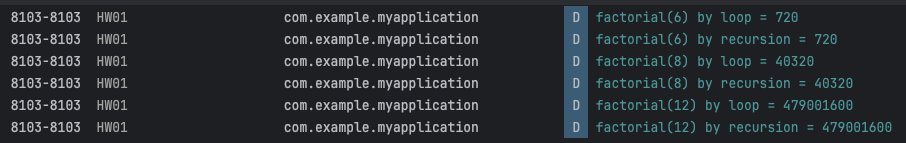 8103-8103 HW01 com.example.myapplication D factorial(6) by loop = 720
8103-8103 HW01 com.example.myapplication D factorial(6) by recursion = 720
8103-8103 HW01 com.example.myapplication D factorial(8) by loop = 40320
8103-8103 HW01 com.example.myapplication D factorial(8) by recursion = 40320
8103-8103 HW01 com.example.myapplication D factorial(12) by loop = 479001600
8103-8103 HW01 com.example.myapplication D factorial(12) by recursion = 479001600